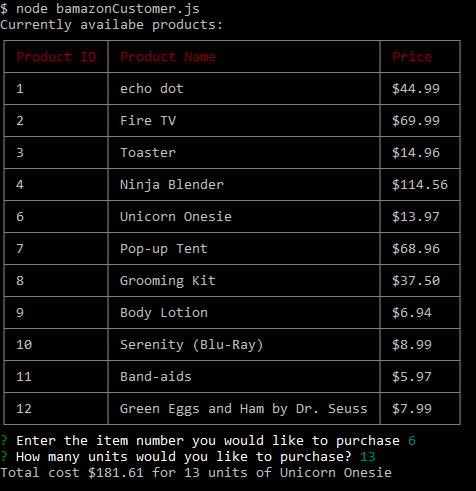 $ node bamazonCustomer.js
Currently availabe products:
Product ID Product Name Price
1 echo dot $44.99
2 Fire TV $69.99
3 Toaster $14.96
4 Ninja Blender $114.56
6 Unicorn Onesie $13.97
7 Pop-up Tent $68.96
8 Grooming Kit $37.50
9 Body Lotion $6.94
10 Serenity (Blu-Ray) $8.99
11 Band-aids $5.97
12 Green Eggs and Ham by Dr. Seuss $7.99
? Enter the item number you would like to purchase 6
? How many units would you like to purchase? 13
Total cost $181.61 for 13 units of Unicorn Onesie